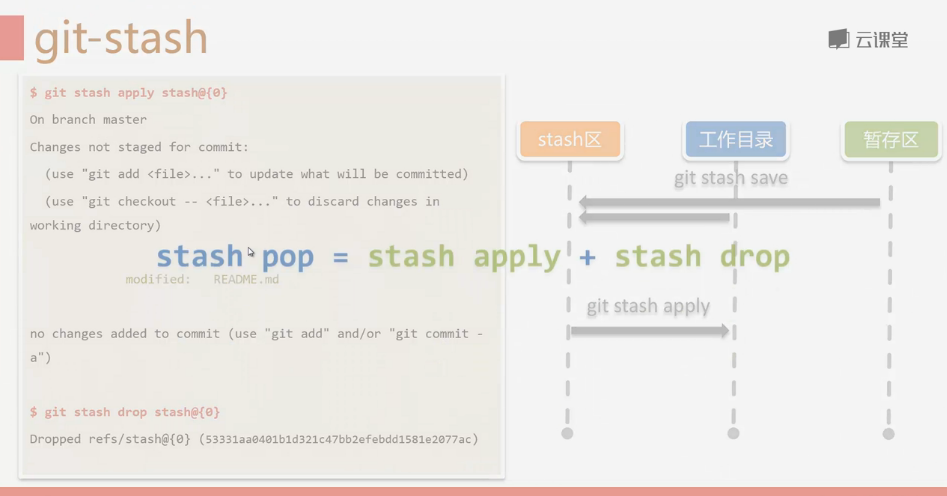 git-stash
云课堂
$ git stash apply stash@{0}
On branch master
Changes not staged for commit:
(use "git add <file>..." to update what will be committed)
(use "git checkout -- <file>..." to discard changes in
working directory)
modified: README.md
no changes added to commit (use "git add" and/or "git commit -
a")
$ git stash drop stash@{0}
Dropped refs/stash@{0} (53331aa0401b1d321c47bb2efebdd1581e2077ac)
stash pop = stash apply + stash drop
stash区
工作目录
暂存区
git stash save
git stash apply